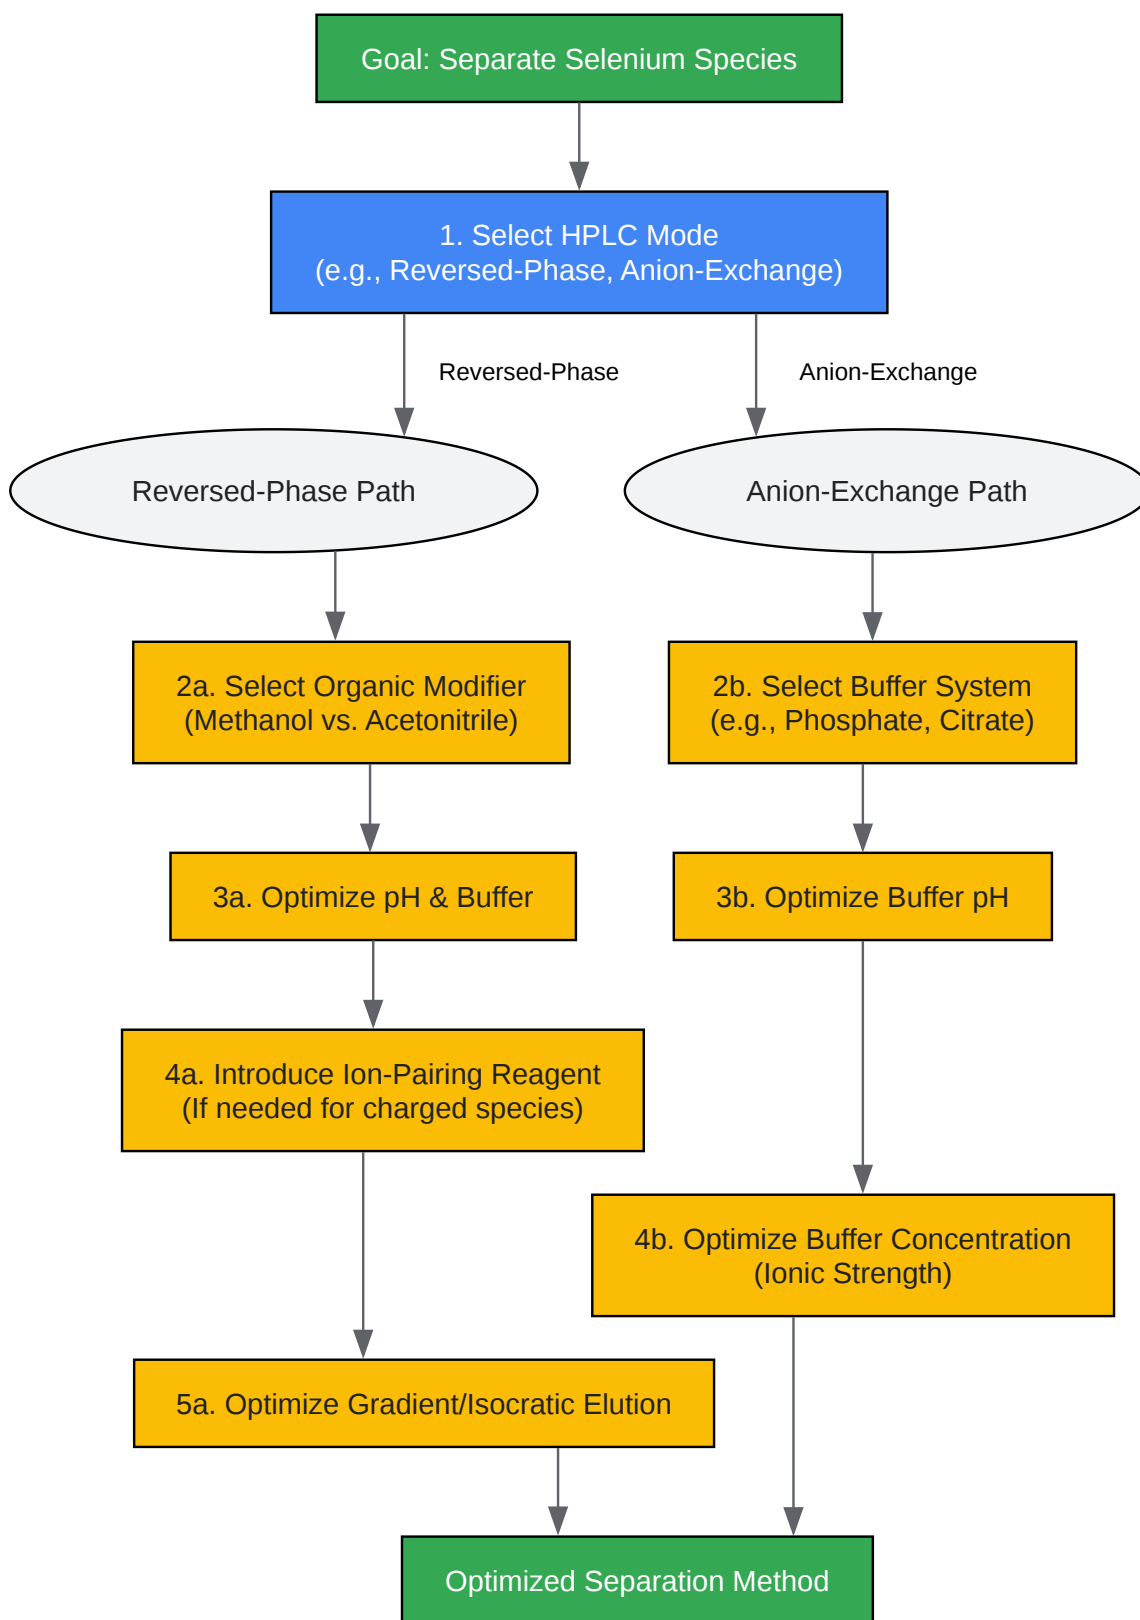 Goal: Separate Selenium Species
1. Select HPLC Mode
(e.g., Reversed-Phase, Anion-Exchange)
Reversed-Phase
Anion-Exchange
Reversed-Phase Path
Anion-Exchange Path
2a. Select Organic Modifier
(Methanol vs. Acetonitrile)
2b. Select Buffer System
(e.g., Phosphate, Citrate)
3a. Optimize pH & Buffer
3b. Optimize Buffer pH
4a. Introduce Ion-Pairing Reagent
(If needed for charged species)
4b. Optimize Buffer Concentration
(Ionic Strength)
5a. Optimize Gradient/Isocratic Elution
Optimized Separation Method